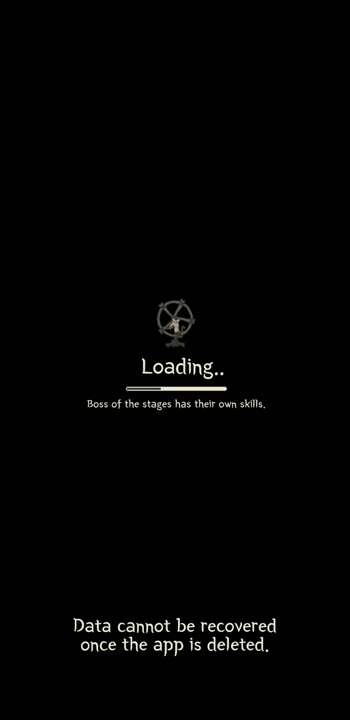 Loading..
Boss of the stages has their own skills.
Data cannot be recovered
once the app is deleted.